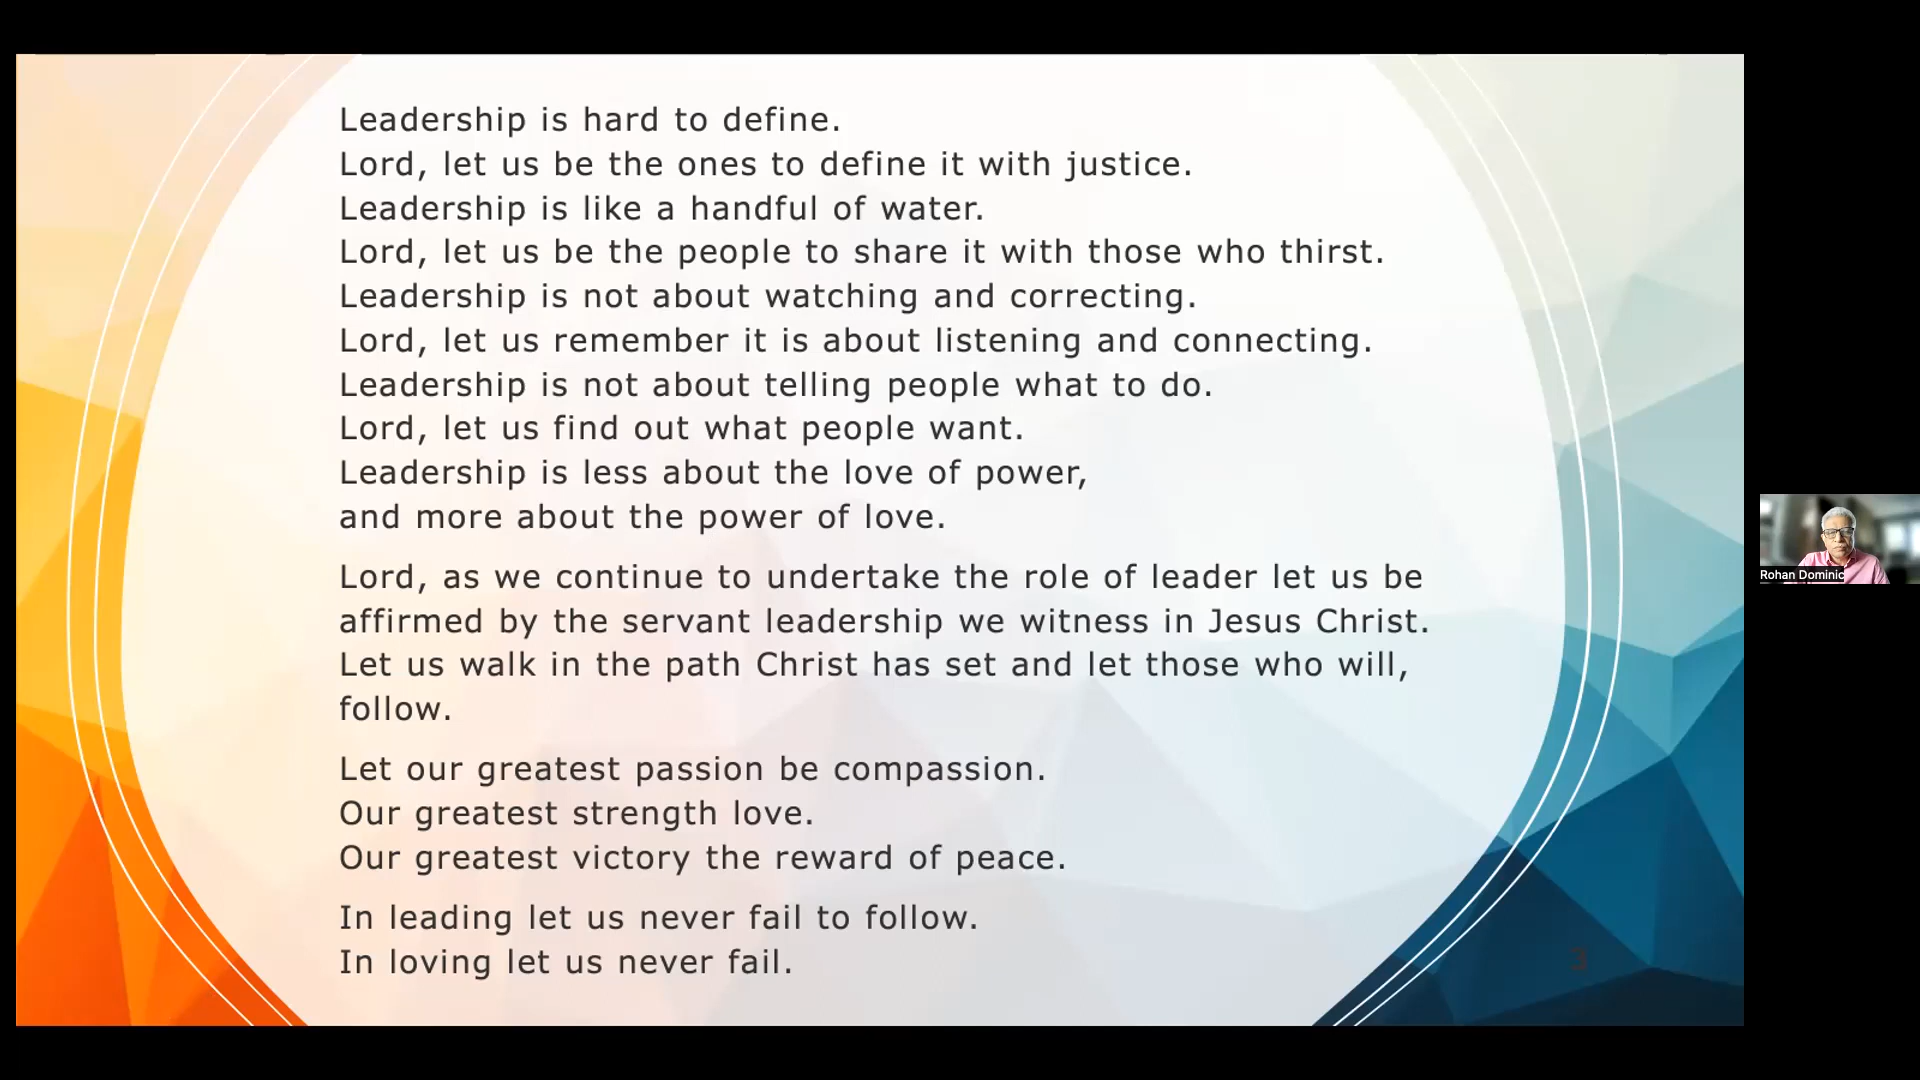 Leadership is hard to define.
Lord, let us be the ones to define it with justice.
Leadership is like a handful of water.
Lord, let us be the people to share it with those who thirst.
Leadership is not about watching and correcting.
Lord, let us remember it is about listening and connecting.
Leadership is not about telling people what to do.
Lord, let us find out what people want.
Leadership is less about the love of power,
and more about the power of love.
Lord, as we continue to undertake the role of leader let us be
affirmed by the servant leadership we witness in Jesus Christ.
Let us walk in the path Christ has set and let those who will,
follow.
Let our greatest passion be compassion.
Our greatest strength love.
Our greatest victory the reward of peace.
In leading let us never fail to follow.
In loving let us never fail.
3
Rohan Dominic